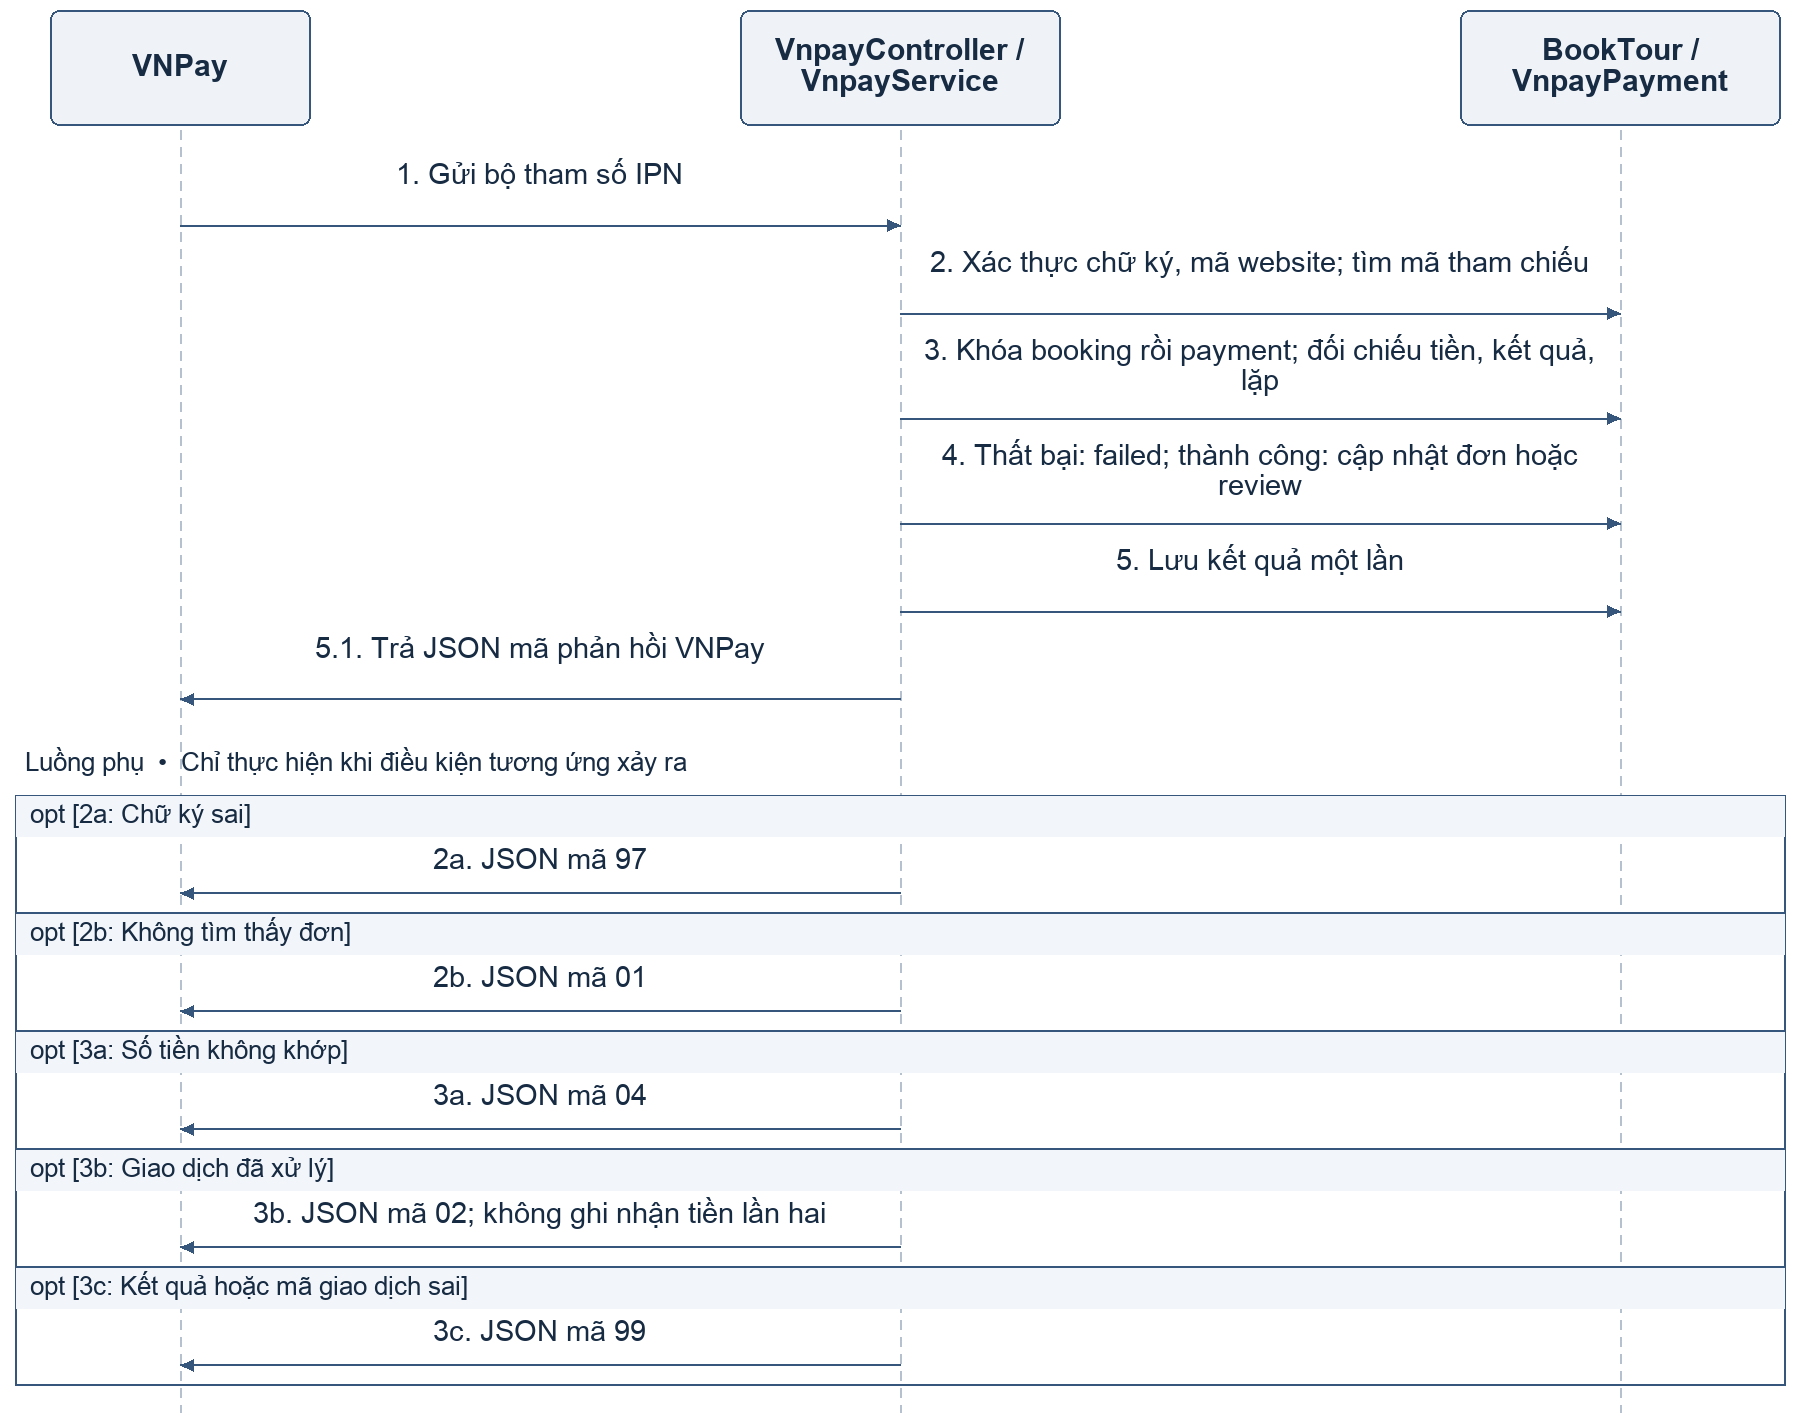 VNPay
VnpayController /
VnpayService
BookTour /
VnpayPayment
1. Gửi bộ tham số IPN
2. Xác thực chữ ký, mã website; tìm mã tham chiếu
3. Khóa booking rồi payment; đối chiếu tiền, kết quả,
lặp
4. Thất bại: failed; thành công: cập nhật đơn hoặc
review
5. Lưu kết quả một lần
5.1. Trả JSON mã phản hồi VNPay
Luồng phụ • Chỉ thực hiện khi điều kiện tương ứng xảy ra
opt [2a: Chữ ký sai]
2a. JSON mã 97
opt [2b: Không tìm thấy đơn]
2b. JSON mã 01
opt [3a: Số tiền không khớp]
3a. JSON mã 04
opt [3b: Giao dịch đã xử lý]
3b. JSON mã 02; không ghi nhận tiền lần hai
opt [3c: Kết quả hoặc mã giao dịch sai]
3c. JSON mã 99